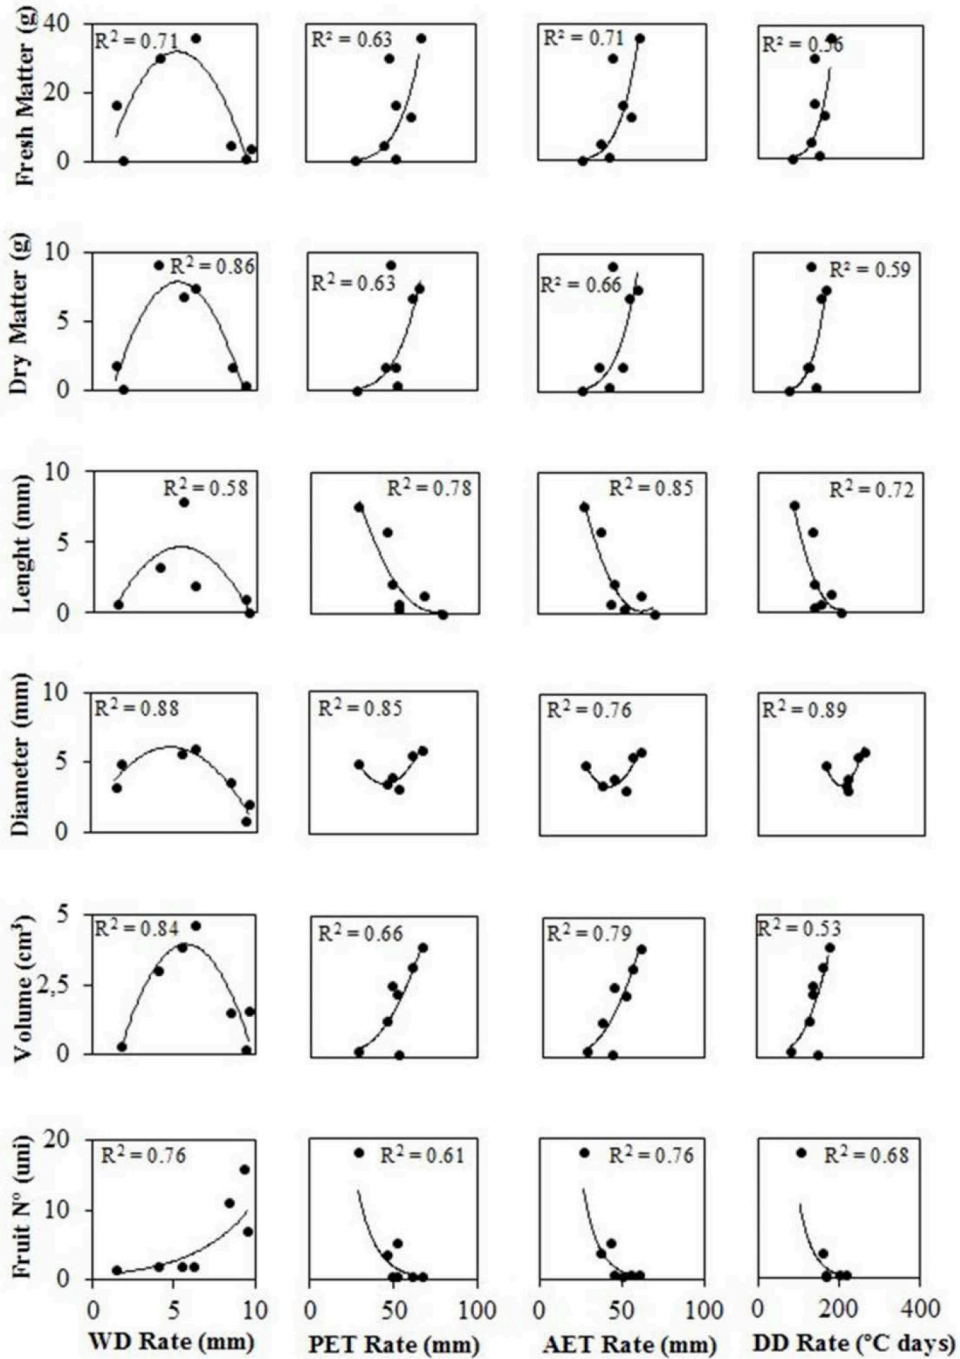 Fresh Matter (g)
40
20
0
R² = 0.71
R² = 0.63
R² = 0.71
R² = 0.56
Dry Matter (g)
10
5
0
R² = 0.86
R² = 0.63
R² = 0.66
R² = 0.59
Lenght (mm)
10
5
0
R² = 0.58
R² = 0.78
R² = 0.85
R² = 0.72
Diameter (mm)
10
5
0
R² = 0.88
R² = 0.85
R² = 0.76
R² = 0.89
Volume (cm³)
5
2,5
0
R² = 0.84
R² = 0.66
R² = 0.79
R² = 0.53
Fruit Nº (uni)
20
10
0
R² = 0.76
R² = 0.61
R² = 0.76
R² = 0.68
0 5 10
0 50 100
0 50 100
0 200 400
WD Rate (mm)
PET Rate (mm)
AET Rate (mm)
DD Rate (°C days)